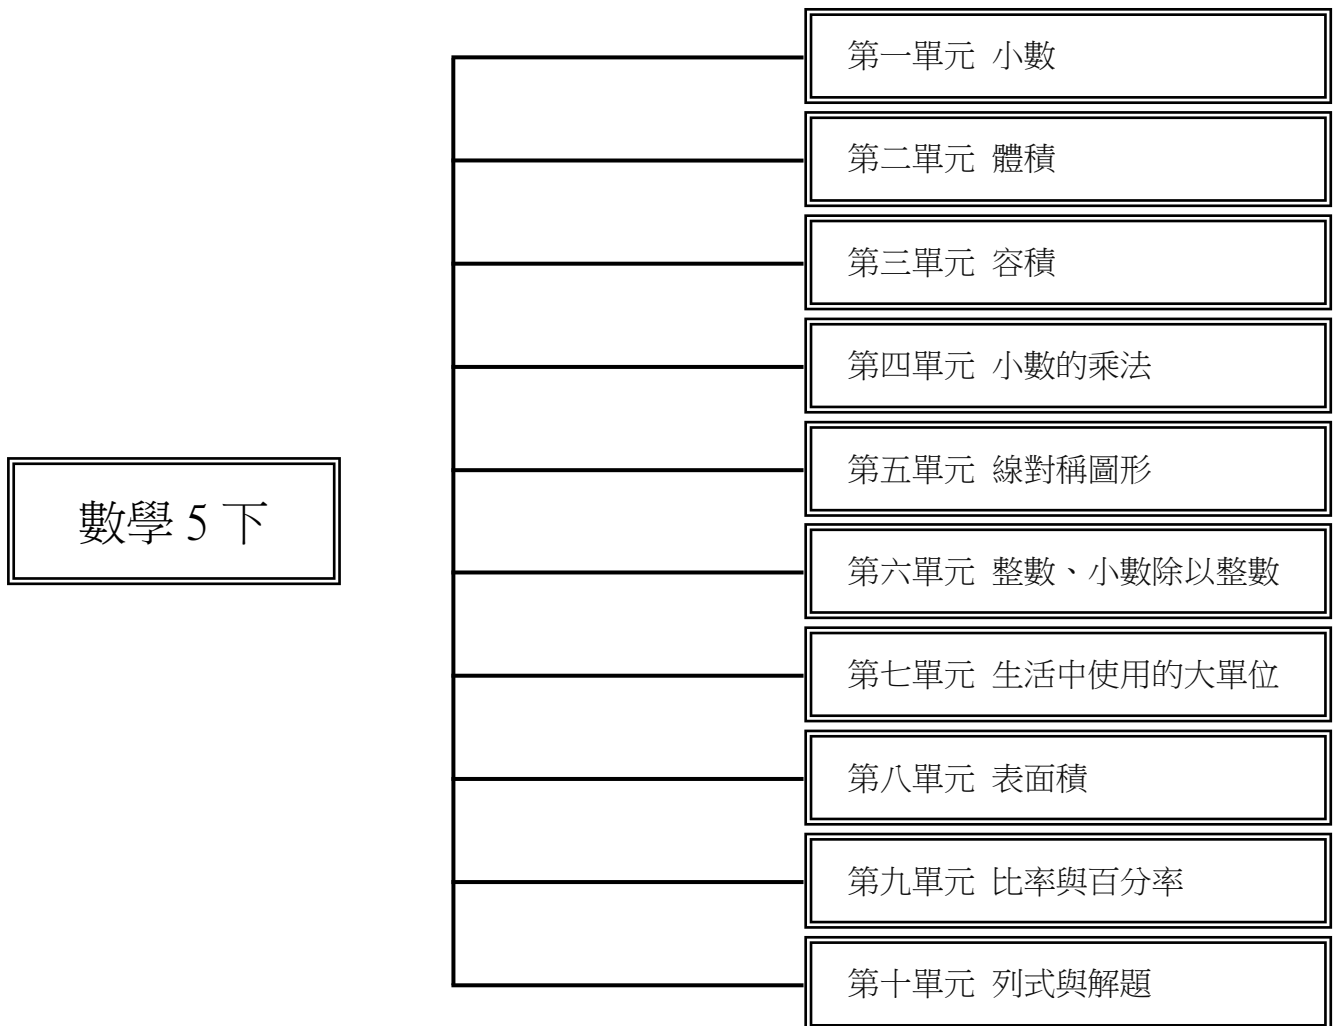 第一單元 小數
第二單元 體積
第三單元 容積
第四單元 小數的乘法
第五單元 線對稱圖形
數學 5 下
第六單元 整數、小數除以整數
第七單元 生活中使用的大單位
第八單元 表面積
第九單元 比率與百分率
第十單元 列式與解題